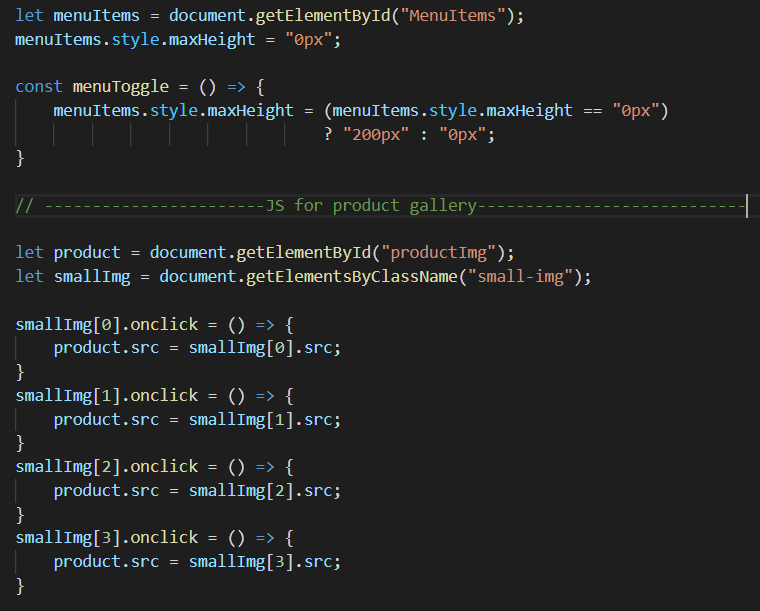 let menuItems = document.getElementById("MenuItems");
menuItems.style.maxHeight = "0px";
const menuToggle = () => {
menuItems.style.maxHeight = (menuItems.style.maxHeight == "0px")
? "200px" : "0px";
}
// -----------------------JS for product gallery----------------------------
let product = document.getElementById("productImg");
let smallImg = document.getElementsByClassName("small-img");
smallImg[0].onclick = () => {
product.src = smallImg[0].src;
}
smallImg[1].onclick = () => {
product.src = smallImg[1].src;
}
smallImg[2].onclick = () => {
product.src = smallImg[2].src;
}
smallImg[3].onclick = () => {
product.src = smallImg[3].src;
}